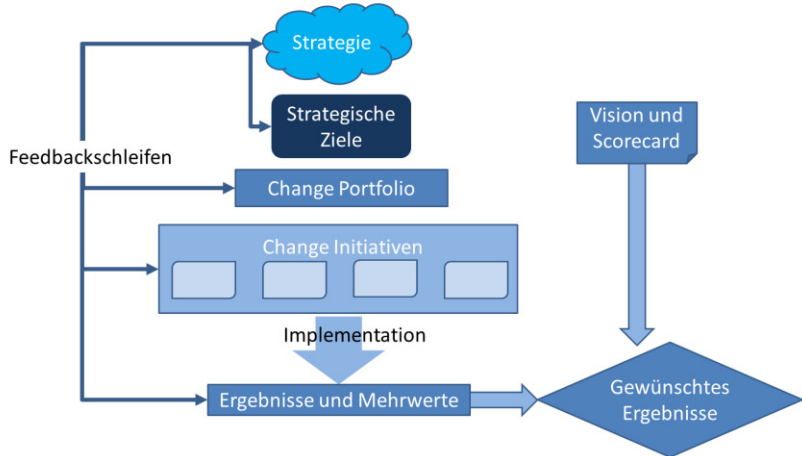 Strategie
Strategische
Ziele
Vision und
Scorecard
Feedbackschleifen
Change Portfolio
Change Initiativen
Implementation
Ergebnisse und Mehrwerte
Gewünschtes
Ergebnisse